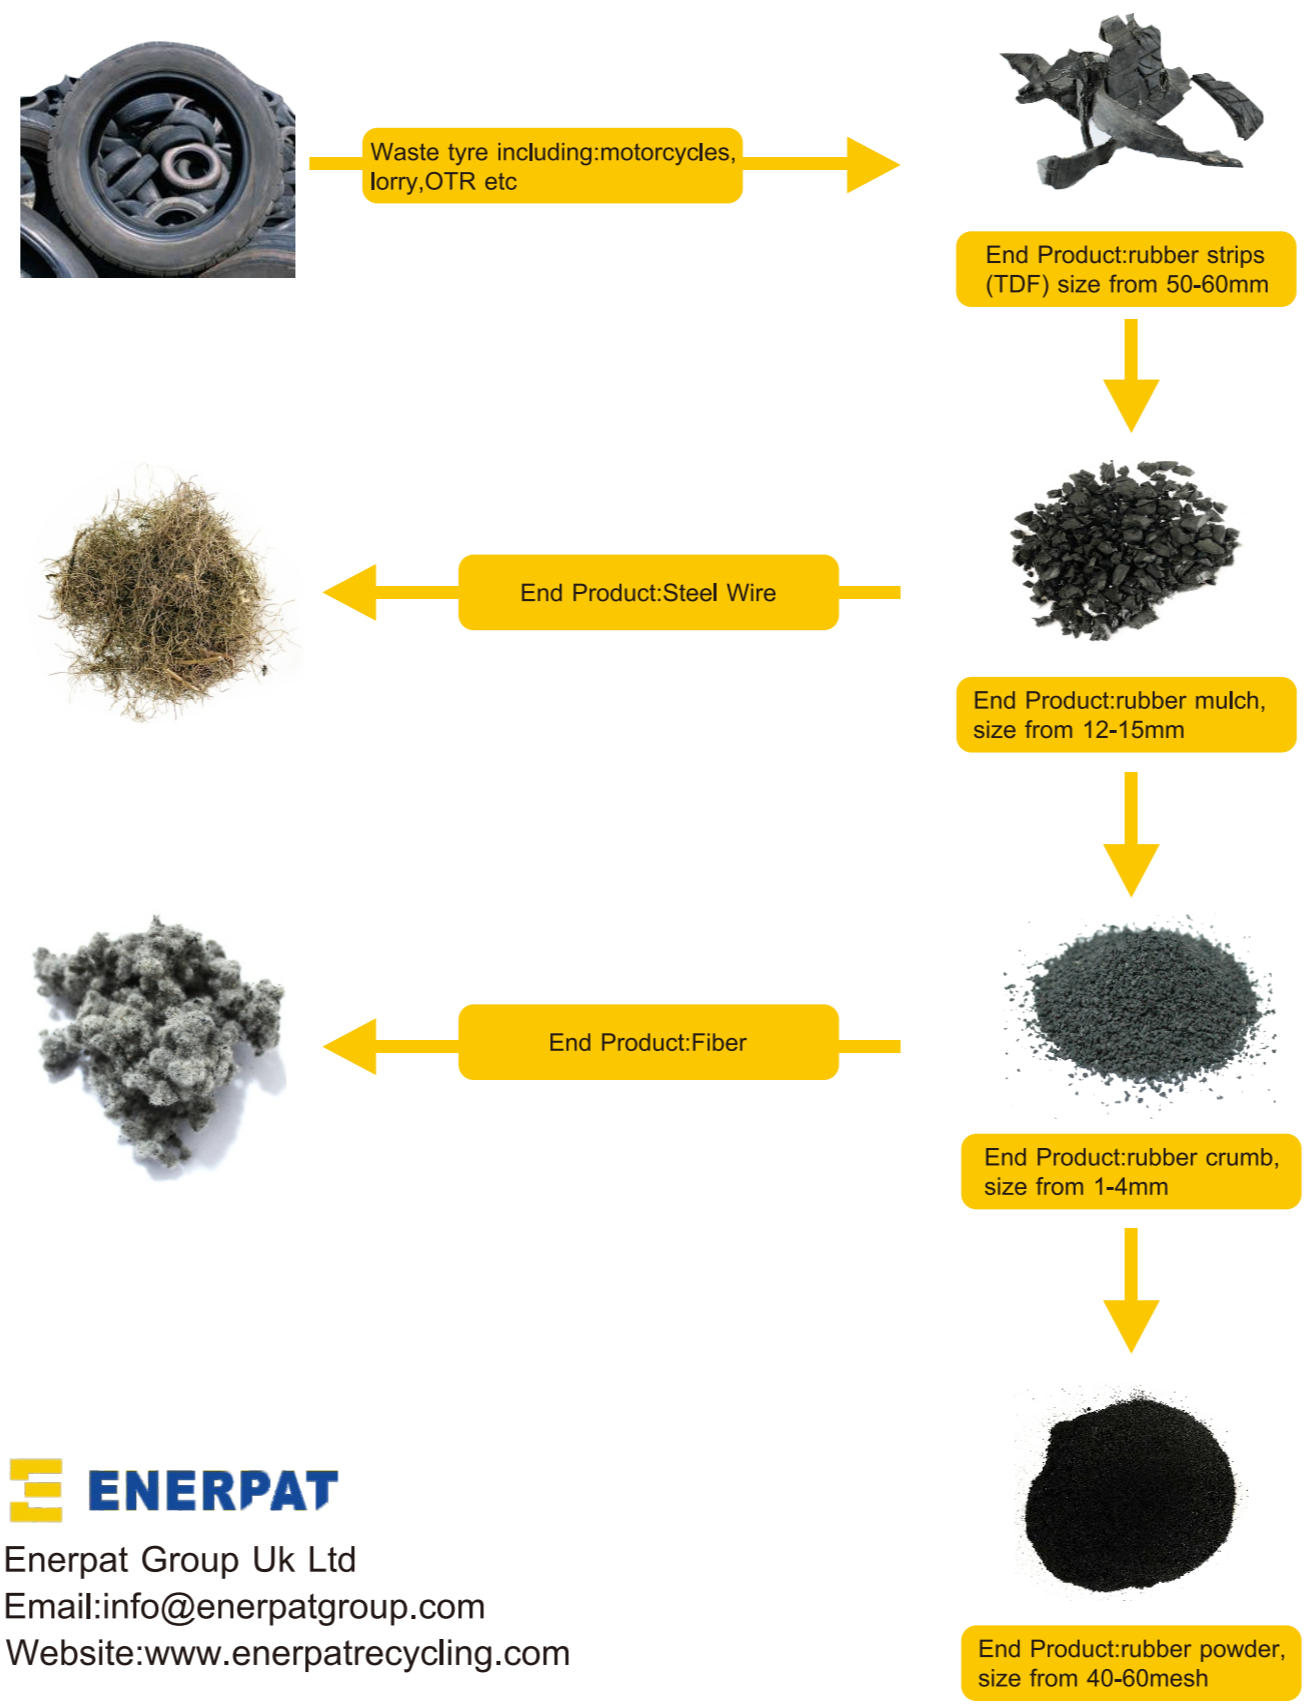 Waste tyre including:motorcycles,
lorry,OTR etc
End Product:rubber strips
(TDF) size from 50-60mm
End Product:Steel Wire
End Product:rubber mulch,
size from 12-15mm
End Product:Fiber
End Product:rubber crumb,
size from 1-4mm
ENERPAT
Enerpat Group Uk Ltd
Email:info@enerpatgroup.com
Website:www.enerpatrecycling.com
End Product:rubber powder,
size from 40-60mesh